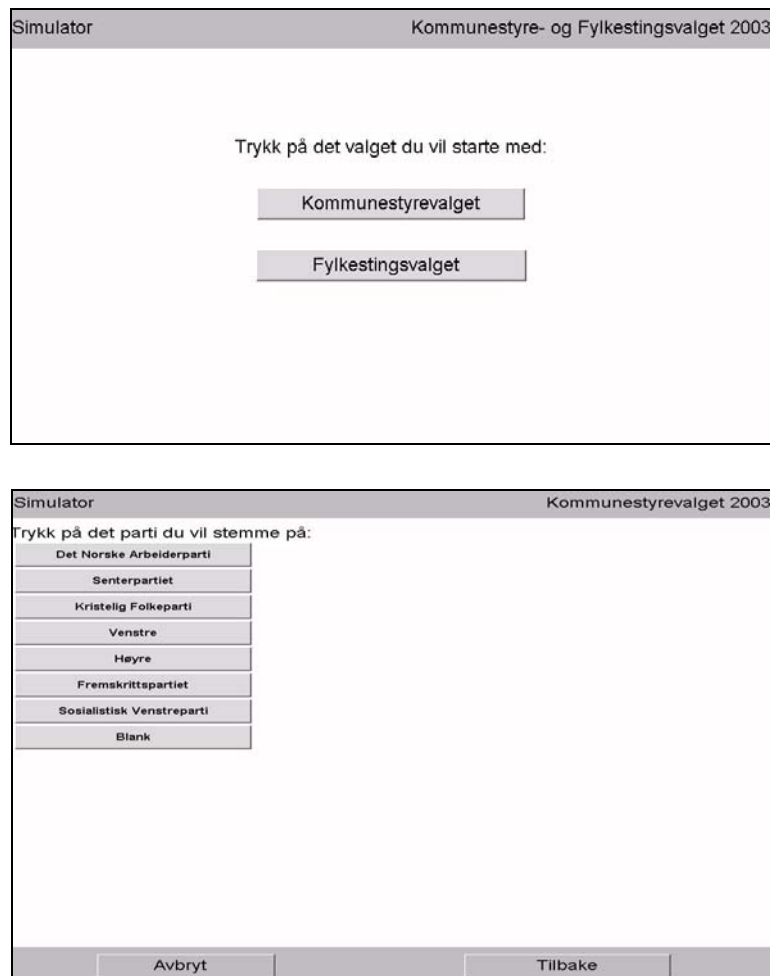 Simulator Kommunestyre- og Fylkestingsvalget 2003
Trykk på det valget du vil starte med:
Kommunestyrevalget
Fylkestingsvalget
Simulator Kommunestyrevalget 2003
Trykk på det parti du vil stemme på:
Det Norske Arbeiderparti
Senterpartiet
Kristelig Folkeparti
Venstre
Høyre
Fremskrittspartiet
Sosialistisk Venstreparti
Blank
Avbryt Tilbake